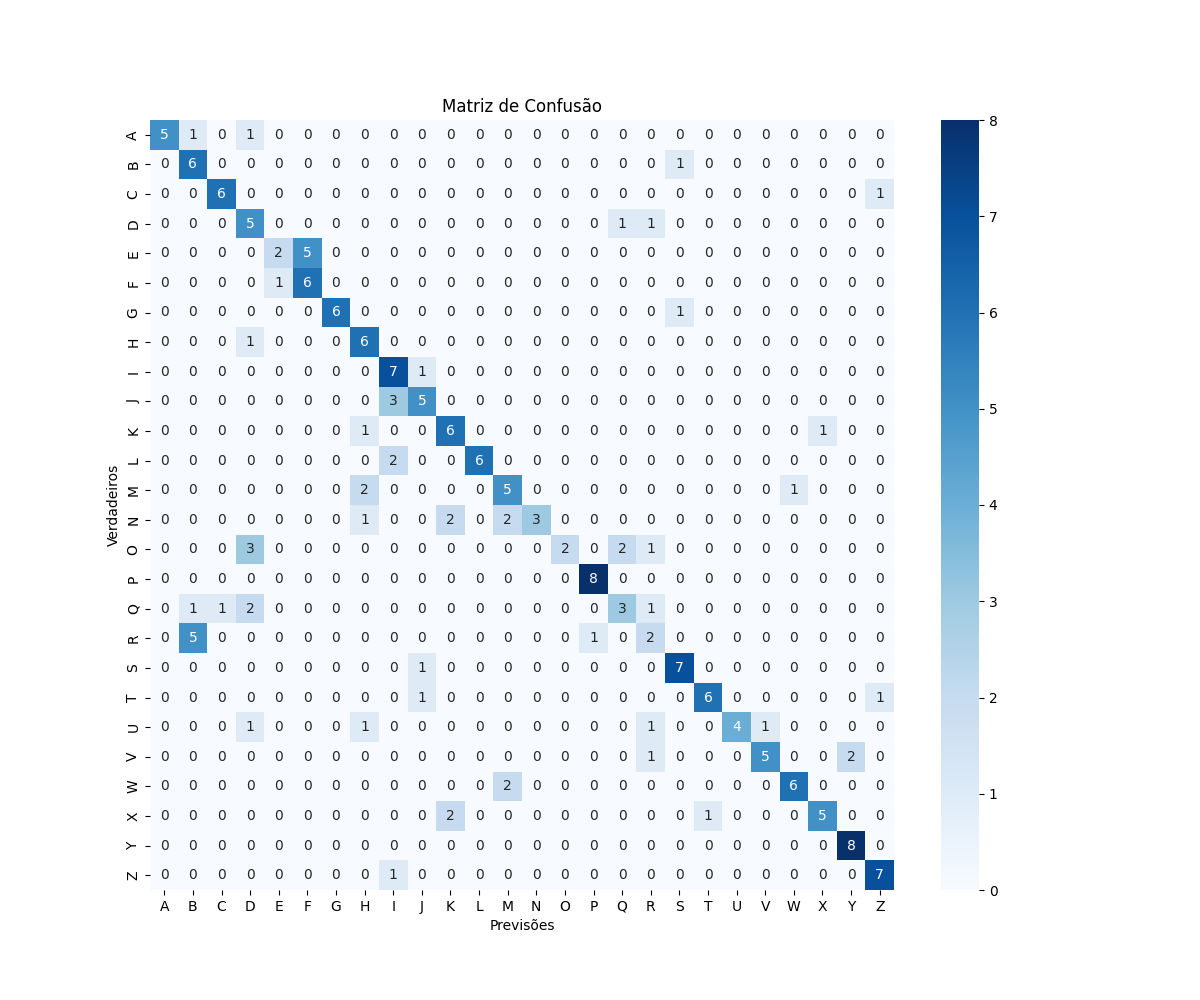 Matriz de Confusão
A 5 1 0 1 0 0 0 0 0 0 0 0 0 0 0 0 0 0 0 0 0 0 0 0 0 0
B 0 6 0 0 0 0 0 0 0 0 0 0 0 0 0 0 0 0 1 0 0 0 0 0 0 0
C 0 0 6 0 0 0 0 0 0 0 0 0 0 0 0 0 0 0 0 0 0 0 0 0 0 1
D 0 0 0 5 0 0 0 0 0 0 0 0 0 0 0 0 1 1 0 0 0 0 0 0 0 0
E 0 0 0 0 2 5 0 0 0 0 0 0 0 0 0 0 0 0 0 0 0 0 0 0 0 0
F 0 0 0 0 1 6 0 0 0 0 0 0 0 0 0 0 0 0 0 0 0 0 0 0 0 0
G 0 0 0 0 0 0 6 0 0 0 0 0 0 0 0 0 0 0 1 0 0 0 0 0 0 0
H 0 0 0 1 0 0 0 6 0 0 0 0 0 0 0 0 0 0 0 0 0 0 0 0 0 0
I 0 0 0 0 0 0 0 0 7 1 0 0 0 0 0 0 0 0 0 0 0 0 0 0 0 0
J 0 0 0 0 0 0 0 0 3 5 0 0 0 0 0 0 0 0 0 0 0 0 0 0 0 0
K 0 0 0 0 0 0 0 1 0 0 6 0 0 0 0 0 0 0 0 0 0 0 0 1 0 0
L 0 0 0 0 0 0 0 0 2 0 0 6 0 0 0 0 0 0 0 0 0 0 0 0 0 0
M 0 0 0 0 0 0 0 2 0 0 0 0 5 0 0 0 0 0 0 0 0 0 1 0 0 0
N 0 0 0 0 0 0 0 1 0 0 2 0 2 3 0 0 0 0 0 0 0 0 0 0 0 0
O 0 0 0 3 0 0 0 0 0 0 0 0 0 0 2 0 2 1 0 0 0 0 0 0 0 0
P 0 0 0 0 0 0 0 0 0 0 0 0 0 0 0 8 0 0 0 0 0 0 0 0 0 0
Q 0 1 1 2 0 0 0 0 0 0 0 0 0 0 0 0 3 1 0 0 0 0 0 0 0 0
R 0 5 0 0 0 0 0 0 0 0 0 0 0 0 0 1 0 2 0 0 0 0 0 0 0 0
S 0 0 0 0 0 0 0 0 0 1 0 0 0 0 0 0 0 0 7 0 0 0 0 0 0 0
T 0 0 0 0 0 0 0 0 0 1 0 0 0 0 0 0 0 0 0 6 0 0 0 0 0 1
U 0 0 0 1 0 0 0 1 0 0 0 0 0 0 0 0 0 1 0 0 4 1 0 0 0 0
V 0 0 0 0 0 0 0 0 0 0 0 0 0 0 0 0 0 1 0 0 0 5 0 0 2 0
W 0 0 0 0 0 0 0 0 0 0 0 0 2 0 0 0 0 0 0 0 0 0 6 0 0 0
X 0 0 0 0 0 0 0 0 0 0 2 0 0 0 0 0 0 0 0 1 0 0 0 5 0 0
Y 0 0 0 0 0 0 0 0 0 0 0 0 0 0 0 0 0 0 0 0 0 0 0 0 8 0
Z 0 0 0 0 0 0 0 0 1 0 0 0 0 0 0 0 0 0 0 0 0 0 0 0 0 7
A B C D E F G H I J K L M N O P Q R S T U V W X Y Z
Previsões
Verdadeiros
8
7
6
5
4
3
2
1
0